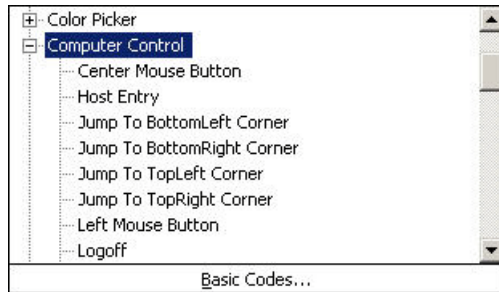 Color Picker
Computer Control
Center Mouse Button
Host Entry
Jump To BottomLeft Corner
Jump To BottomRight Corner
Jump To TopLeft Corner
Jump To TopRight Corner
Left Mouse Button
Logoff
Basic Codes...